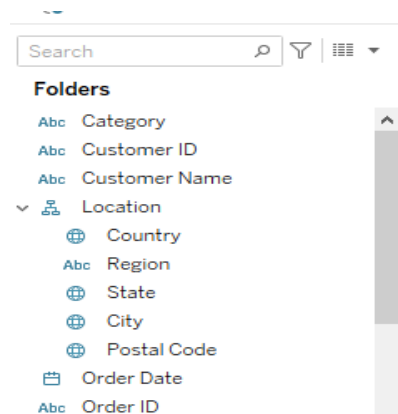 Search
Folders
Abc Category
Abc Customer ID
Abc Customer Name
Location
Country
Abc Region
State
City
Postal Code
Order Date
Abc Order ID